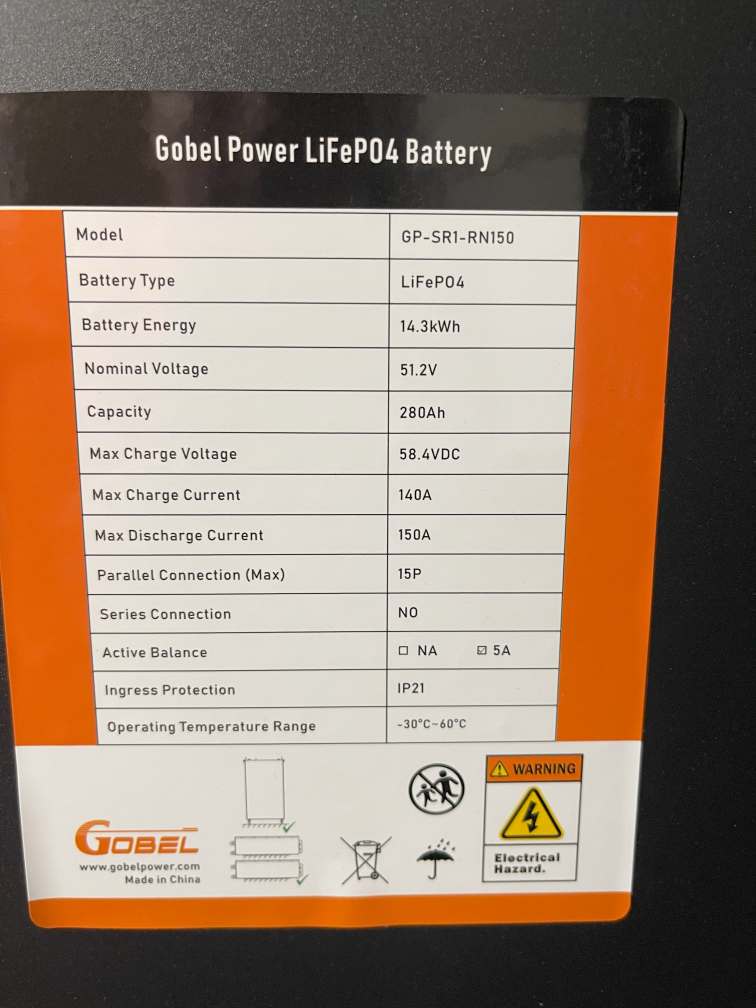 Gobel Power LiFePO4 Battery
Model GP-SR1-RN150
Battery Type LiFePO4
Battery Energy 14.3kWh
Nominal Voltage 51.2V
Capacity 280Ah
Max Charge Voltage 58.4VDC
Max Charge Current 140A
Max Discharge Current 150A
Parallel Connection (Max) 15P
Series Connection NO
Active Balance ☐ NA ☑ 5A
Ingress Protection IP21
Operating Temperature Range -30°C~60°C
WARNING
GOBEL
www.gobelpower.com
Made in China
Electrical
Hazard.